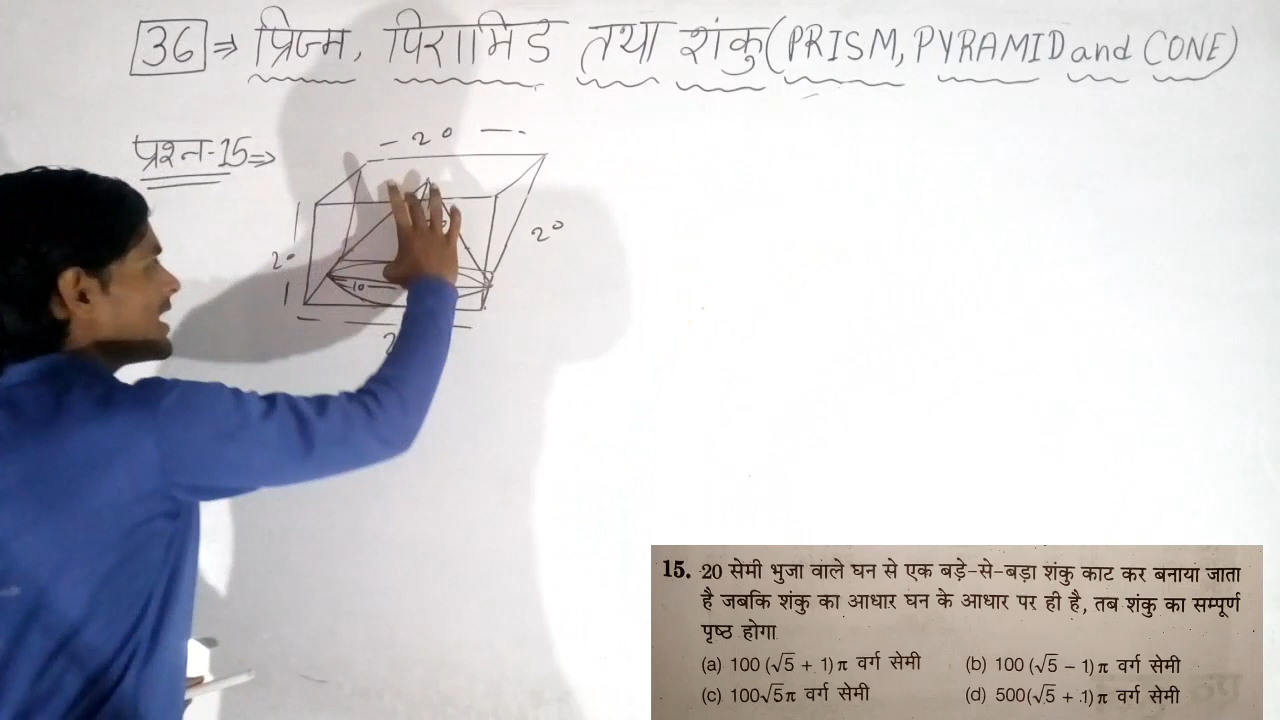 36 ⇒ प्रिज्म, पिरामिड तथा शंकु (PRISM, PYRAMID and CONE)
प्रश्न-15 ⇒
20
20
20
10
15. 20 सेमी भुजा वाले घन से एक बड़े-से-बड़ा शंकु काट कर बनाया जाता
है जबकि शंकु का आधार घन के आधार पर ही है, तब शंकु का सम्पूर्ण
पृष्ठ होगा
(a) 100 (√5 + 1) π वर्ग सेमी (b) 100 (√5 − 1) π वर्ग सेमी
(c) 100√5π वर्ग सेमी (d) 500(√5 + 1)π वर्ग सेमी